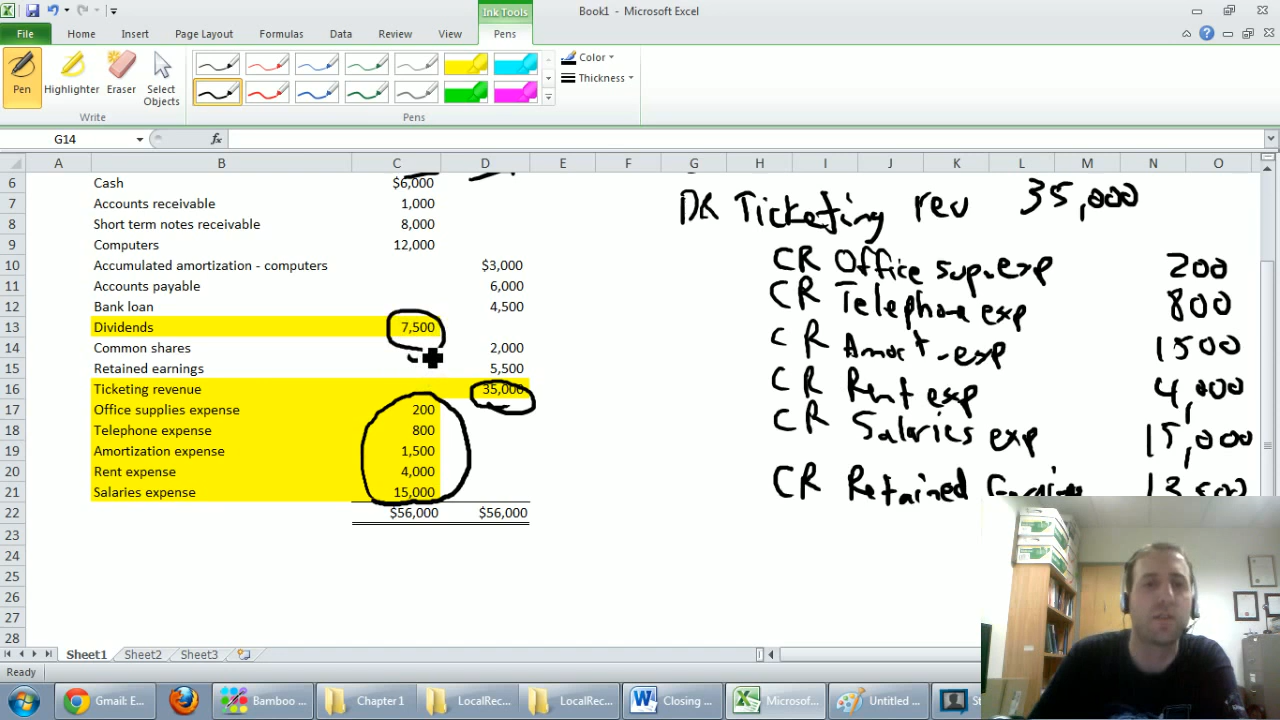 Ink Tools
Book1 - Microsoft Excel
File Home Insert Page Layout Formulas Data Review View Pens
Pen Highlighter Eraser Select Objects
Color
Thickness
Write Pens
G14 fx
A B C D E F G H I J K L M N O
6 Cash $6,000
7 Accounts receivable 1,000
8 Short term notes receivable 8,000
9 Computers 12,000
10 Accumulated amortization - computers $3,000
11 Accounts payable 6,000
12 Bank loan 4,500
13 Dividends 7,500
14 Common shares 2,000
15 Retained earnings 5,500
16 Ticketing revenue 35,000
17 Office supplies expense 200
18 Telephone expense 800
19 Amortization expense 1,500
20 Rent expense 4,000
21 Salaries expense 15,000
22 $56,000 $56,000
23
24
25
26
27
28
DR Ticketing rev 35,000
CR Office sup. exp 200
CR Telephone exp 800
CR Amort. exp 1500
CR Rent exp 4,000
CR Salaries exp 15,000
CR Retained 13,500
Sheet1 Sheet2 Sheet3
Ready
Gmail: E... Bamboo ... Chapter1 LocalRec... LocalRec... Closing ... Microsof... Untitled ... St